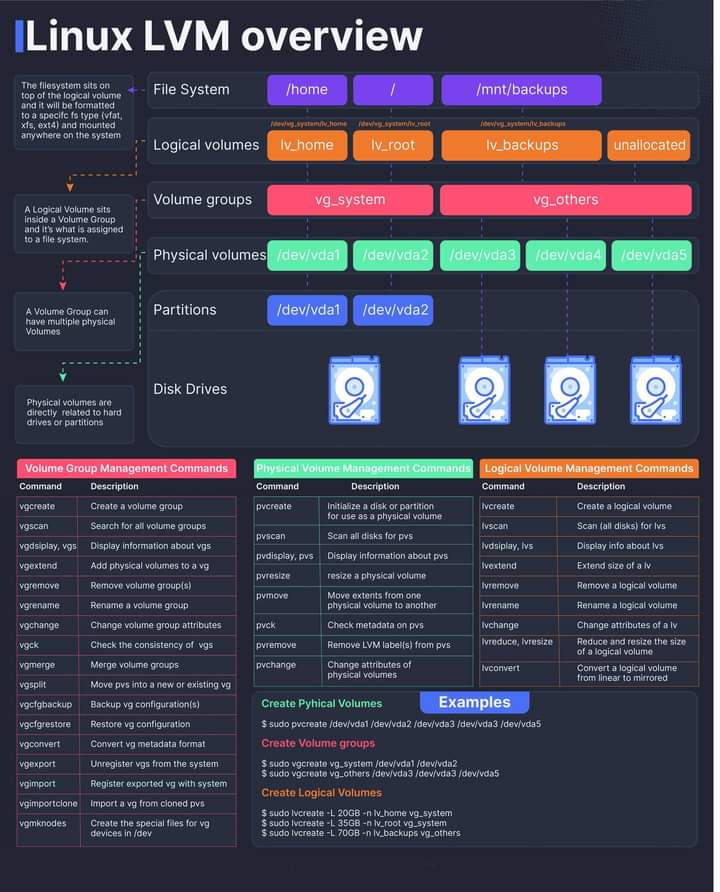 Linux LVM overview
The filesystem sits on
top of the logical volume
and it will be formatted
to a specifc fs type (vfat,
xfs, ext4) and mounted
anywhere on the system
File System
/home
/
/mnt/backups
/dev/vg_system/lv_home
/dev/vg_system/lv_root
/dev/vg_system/lv_backups
Logical volumes
lv_home
lv_root
lv_backups
unallocated
A Logical Volume sits
inside a Volume Group
and it's what is assigned
to a file system.
Volume groups
vg_system
vg_others
Physical volumes
/dev/vda1
/dev/vda2
/dev/vda3
/dev/vda4
/dev/vda5
A Volume Group can
have multiple physical
Volumes
Partitions
/dev/vda1
/dev/vda2
Physical volumes are
directly related to hard
drives or partitions
Disk Drives
Volume Group Management Commands
Command Description
vgcreate Create a volume group
vgscan Search for all volume groups
vgdsiplay, vgs Display information about vgs
vgextend Add physical volumes to a vg
vgremove Remove volume group(s)
vgrename Rename a volume group
vgchange Change volume group attributes
vgck Check the consistency of vgs
vgmerge Merge volume groups
vgsplit Move pvs into a new or existing vg
vgcfgbackup Backup vg configuration(s)
vgcfgrestore Restore vg configuration
vgconvert Convert vg metadata format
vgexport Unregister vgs from the system
vgimport Register exported vg with system
vgimportclone Import a vg from cloned pvs
vgmknodes Create the special files for vg
devices in /dev
Physical Volume Management Commands
Command Description
pvcreate Initialize a disk or partition
for use as a physical volume
pvscan Scan all disks for pvs
pvdisplay, pvs Display information about pvs
pvresize resize a physical volume
pvmove Move extents from one
physical volume to another
pvck Check metadata on pvs
pvremove Remove LVM label(s) from pvs
pvchange Change attributes of
physical volumes
Logical Volume Management Commands
Command Description
lvcreate Create a logical volume
lvscan Scan (all disks) for lvs
lvdisplay, lvs Display info about lvs
lvextend Extend size of a lv
lvremove Remove a logical volume
lvrename Rename a logical volume
lvchange Change attributes of a lv
lvreduce, lvresize Reduce and resize the size
of a logical volume
lvconvert Convert a logical volume
from linear to mirrored
Examples
Create Pyhical Volumes
$ sudo pvcreate /dev/vda1 /dev/vda2 /dev/vda3 /dev/vda3 /dev/vda5
Create Volume groups
$ sudo vgcreate vg_system /dev/vda1 /dev/vda2
$ sudo vgcreate vg_others /dev/vda3 /dev/vda3 /dev/vda5
Create Logical Volumes
$ sudo lvcreate -L 20GB -n lv_home vg_system
$ sudo lvcreate -L 35GB -n lv_root vg_system
$ sudo lvcreate -L 70GB -n lv_backups vg_others